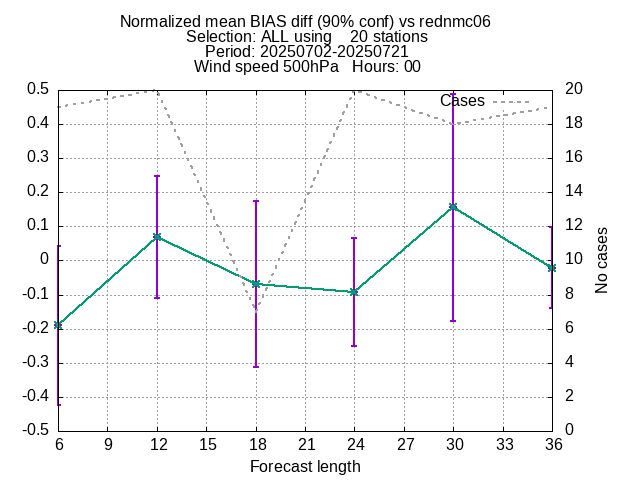 Normalized mean BIAS diff (90% conf) vs rednmc06
Selection: ALL using    20 stations
Period: 20250702-20250721
Wind speed 500hPa   Hours: 00
Cases
0.5
0.4
0.3
0.2
0.1
0
-0.1
-0.2
-0.3
-0.4
-0.5
20
18
16
14
12
10
8
6
4
2
0
No cases
6 9 12 15 18 21 24 27 30 33 36
Forecast length